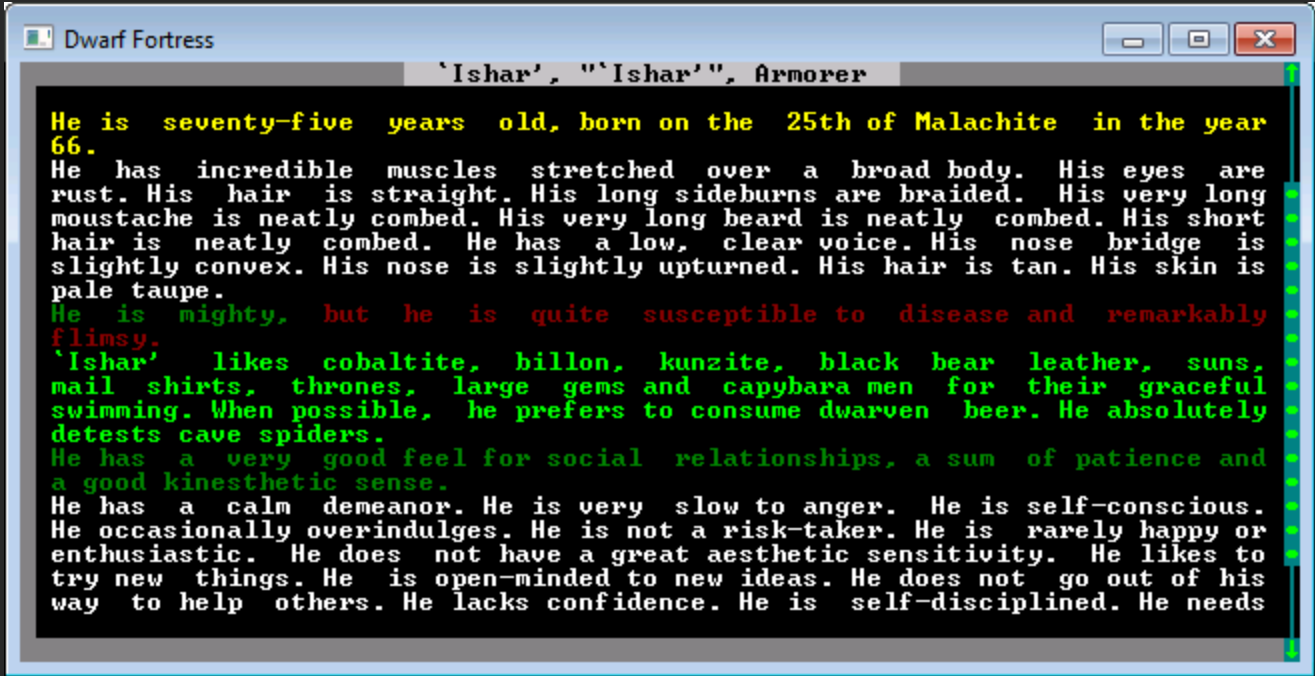 Dwarf Fortress
`Ishar', "`Ishar'", Armorer
He is seventy-five years old, born on the 25th of Malachite in the year
66.
He has incredible muscles stretched over a broad body. His eyes are
rust. His hair is straight. His long sideburns are braided. His very long
moustache is neatly combed. His very long beard is neatly combed. His short
hair is neatly combed. He has a low, clear voice. His nose bridge is
slightly convex. His nose is slightly upturned. His hair is tan. His skin is
pale taupe.
He is mighty, but he is quite susceptible to disease and remarkably
flimsy.
`Ishar' likes cobaltite, billon, kunzite, black bear leather, suns,
mail shirts, thrones, large gems and capybara men for their graceful
swimming. When possible, he prefers to consume dwarven beer. He absolutely
detests cave spiders.
He has a very good feel for social relationships, a sum of patience and
a good kinesthetic sense.
He has a calm demeanor. He is very slow to anger. He is self-conscious.
He occasionally overindulges. He is not a risk-taker. He is rarely happy or
enthusiastic. He does not have a great aesthetic sensitivity. He likes to
try new things. He is open-minded to new ideas. He does not go out of his
way to help others. He lacks confidence. He is self-disciplined. He needs